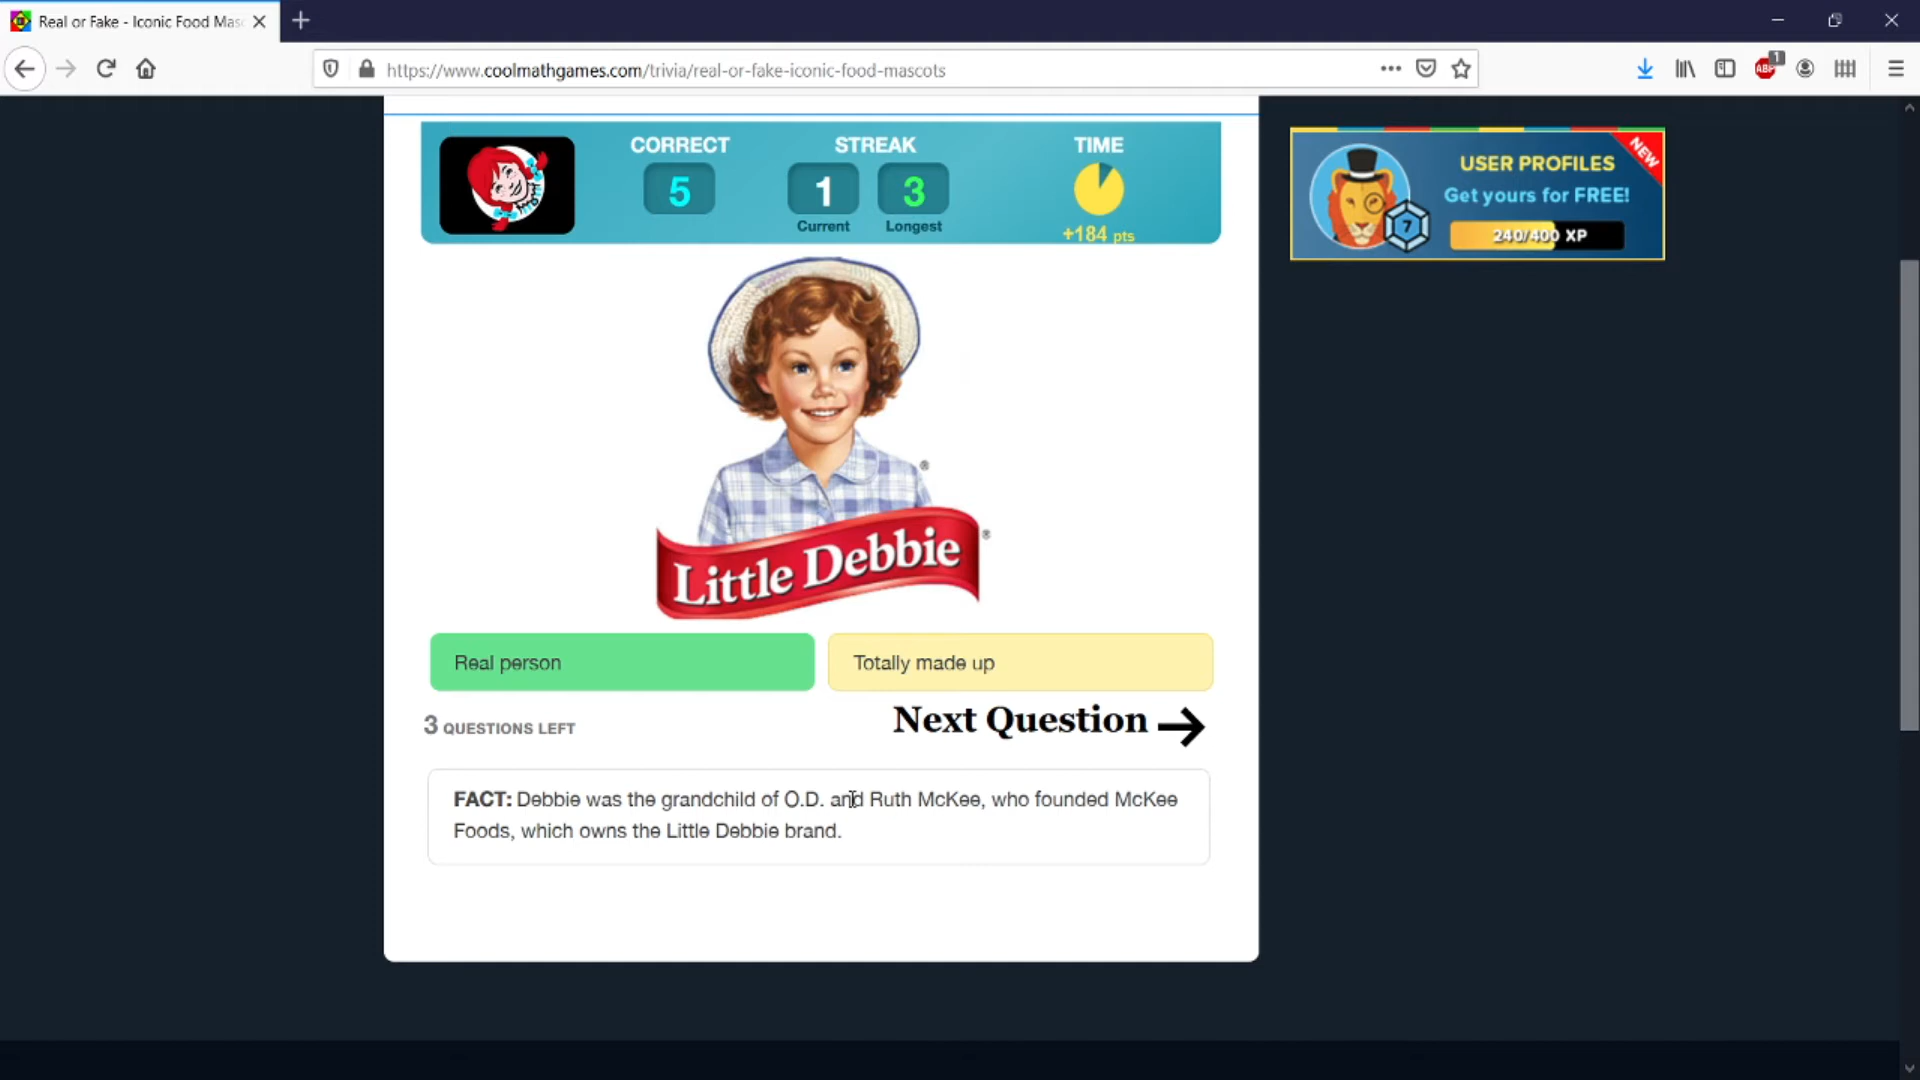 Real or Fake - Iconic Food Mas
https://www.coolmathgames.com/trivia/real-or-fake-iconic-food-mascots
ABP
1
CORRECT
STREAK
TIME
5
1
3
Current
Longest
+184 pts
NEW
USER PROFILES
Get yours for FREE!
7
240/400 XP
Little Debbie
®
®
Real person
Totally made up
3 QUESTIONS LEFT
Next Question →
FACT: Debbie was the grandchild of O.D. and Ruth McKee, who founded McKee
Foods, which owns the Little Debbie brand.